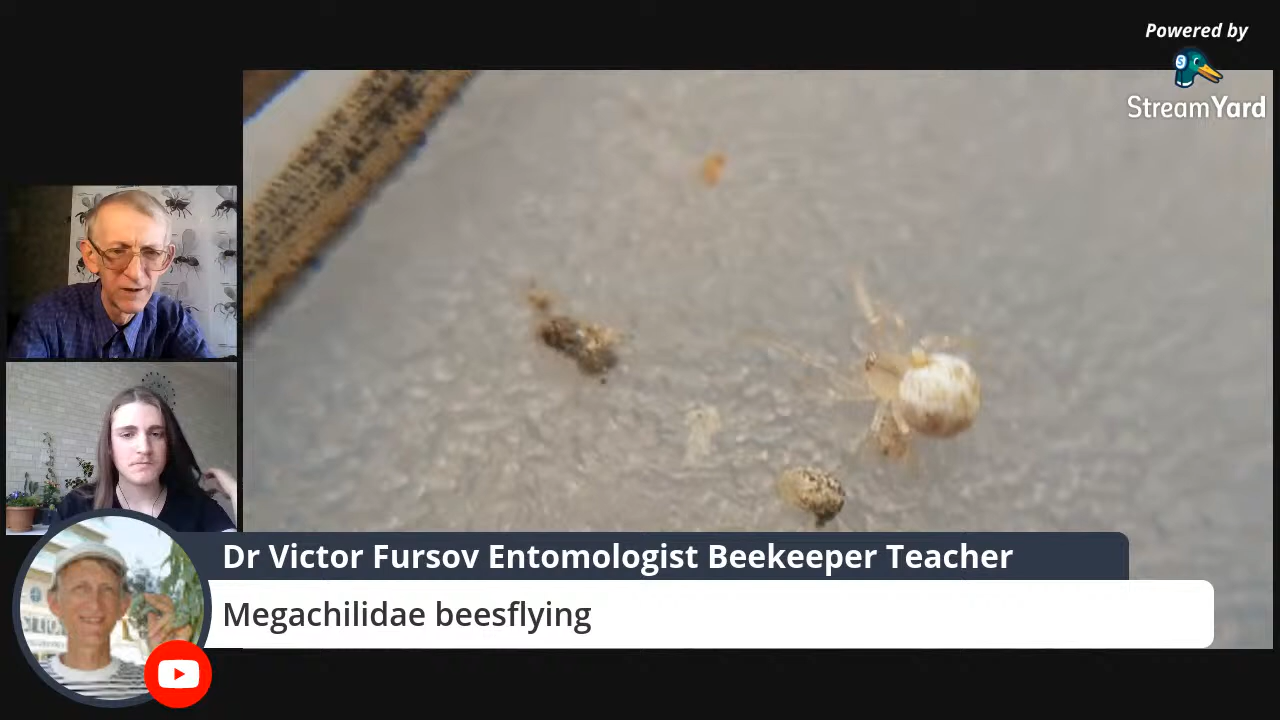 Powered by
StreamYard
Dr Victor Fursov Entomologist Beekeeper Teacher
Megachilidae beesflying